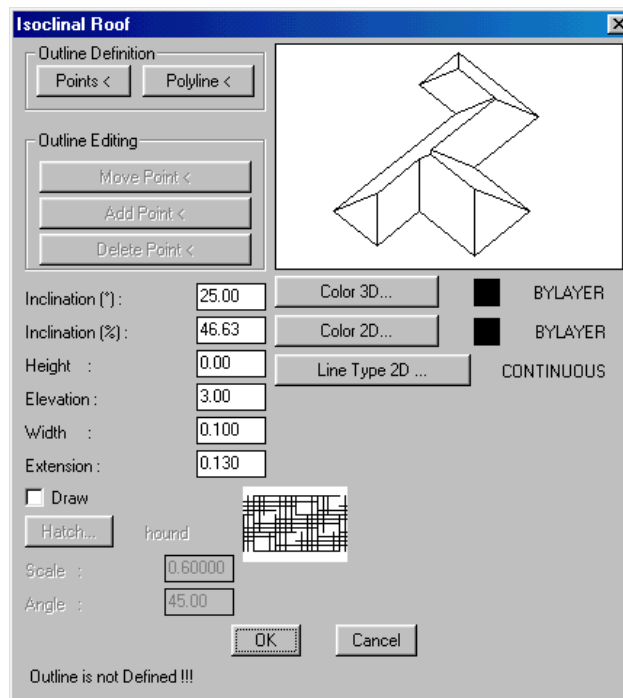 Isoclinal Roof
Outline Definition
Points <
Polyline <
Outline Editing
Move Point <
Add Point <
Delete Point <
Inclination (°) : 25.00
Color 3D... BYLAYER
Inclination (%) : 46.63
Color 2D... BYLAYER
Height : 0.00
Line Type 2D ... CONTINUOUS
Elevation : 3.00
Width : 0.100
Extension : 0.130
Draw
Hatch... hound
Scale : 0.60000
Angle : 45.00
OK
Cancel
Outline is not Defined !!!